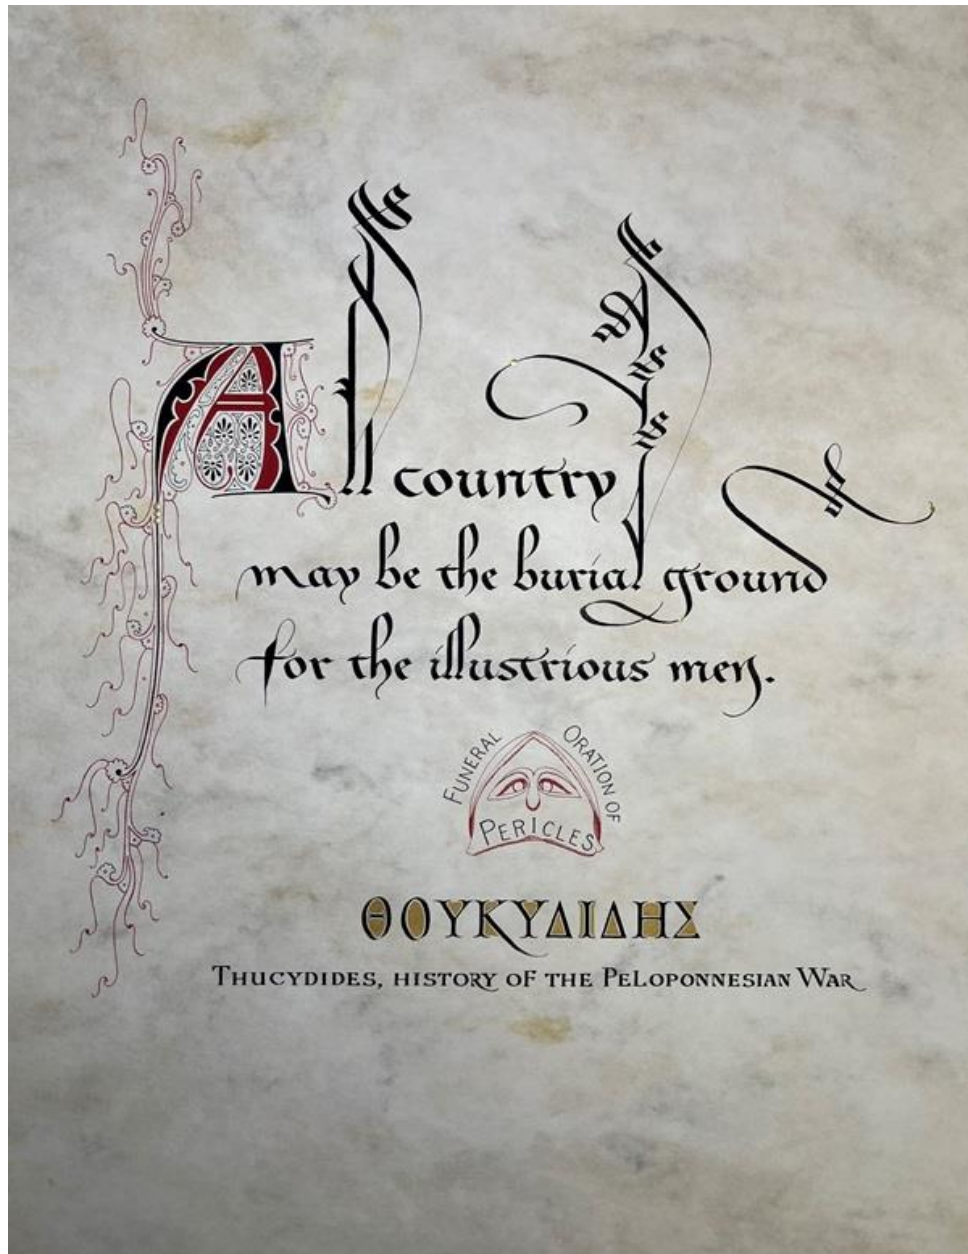 All country
may be the burial ground
for the illustrious men.
FUNERAL ORATION OF
PERICLES
ΘΟΥΚΥΔΙΔΗΣ
THUCYDIDES, HISTORY OF THE PELOPONNESIAN WAR